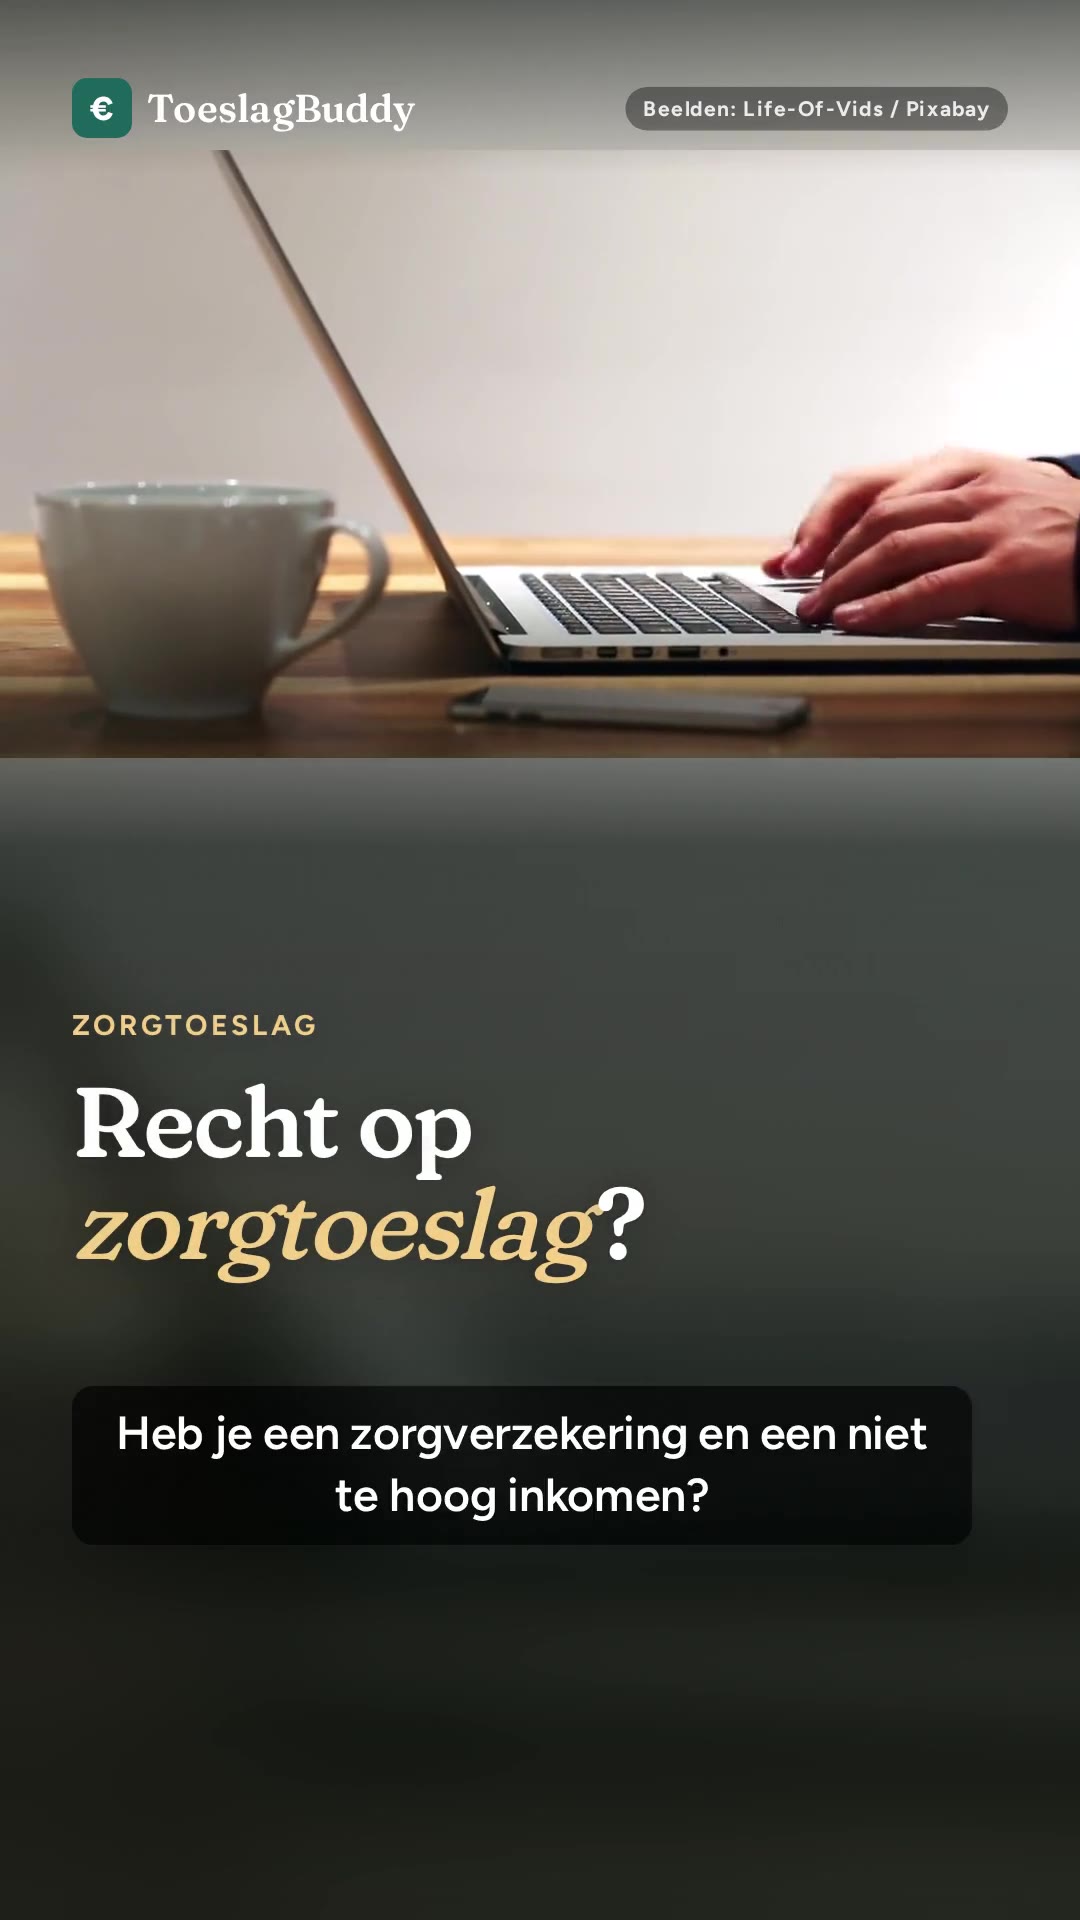 € ToeslagBuddy
Beelden: Life-Of-Vids / Pixabay
ZORGTOESLAG
Recht op
zorgtoeslag?
Heb je een zorgverzekering en een niet
te hoog inkomen?